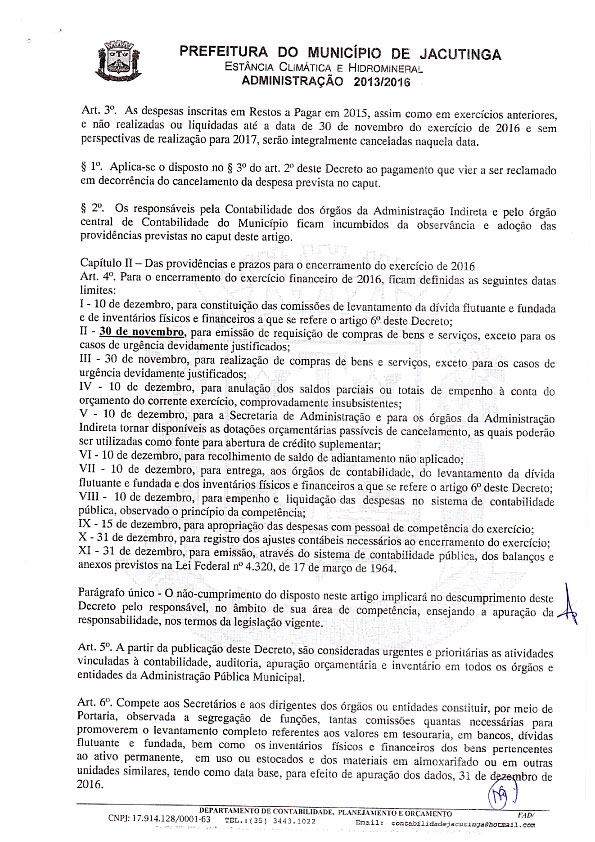 PREFEITURA DO MUNICÍPIO DE JACUTINGA
ESTÂNCIA CLIMÁTICA E HIDROMINERAL
ADMINISTRAÇÃO 2013/2016
Art. 3º. As despesas inscritas em Restos a Pagar em 2015, assim como em exercícios anteriores,
e não realizadas ou liquidadas até a data de 30 de novembro do exercício de 2016 e sem
perspectivas de realização para 2017, serão integralmente canceladas naquela data.
§ 1º. Aplica-se o disposto no § 3º do art. 2º deste Decreto ao pagamento que vier a ser reclamado
em decorrência do cancelamento da despesa prevista no caput.
§ 2º. Os responsáveis pela Contabilidade dos órgãos da Administração Indireta e pelo órgão
central de Contabilidade do Município ficam incumbidos da observância e adoção das
providências previstas no caput deste artigo.
Capítulo II – Das providências e prazos para o encerramento do exercício de 2016
Art. 4º. Para o encerramento do exercício financeiro de 2016, ficam definidas as seguintes datas
limites:
I - 10 de dezembro, para constituição das comissões de levantamento da dívida flutuante e fundada
e de inventários físicos e financeiros a que se refere o artigo 6º deste Decreto;
II - 30 de novembro, para emissão de requisição de compras de bens e serviços, exceto para os
casos de urgência devidamente justificados;
III - 30 de novembro, para realização de compras de bens e serviços, exceto para os casos de
urgência devidamente justificados;
IV - 10 de dezembro, para anulação dos saldos parciais ou totais de empenho à conta do
orçamento do corrente exercício, comprovadamente insubsistentes;
V - 10 de dezembro, para a Secretaria de Administração e para os órgãos da Administração
Indireta tornar disponíveis as dotações orçamentárias passíveis de cancelamento, as quais poderão
ser utilizadas como fonte para abertura de crédito suplementar;
VI - 10 de dezembro, para recolhimento de saldo de adiantamento não aplicado;
VII - 10 de dezembro, para entrega, aos órgãos de contabilidade, do levantamento da dívida
flutuante e fundada e dos inventários físicos e financeiros a que se refere o artigo 6º deste Decreto;
VIII - 10 de dezembro, para empenho e liquidação das despesas no sistema de contabilidade
pública, observado o princípio da competência;
IX - 15 de dezembro, para apropriação das despesas com pessoal de competência do exercício;
X - 31 de dezembro, para registro dos ajustes contábeis necessários ao encerramento do exercício;
XI - 31 de dezembro, para emissão, através do sistema de contabilidade pública, dos balanços e
anexos previstos na Lei Federal nº 4.320, de 17 de março de 1964.
Parágrafo único - O não-cumprimento do disposto neste artigo implicará no descumprimento deste
Decreto pelo responsável, no âmbito de sua área de competência, ensejando a apuração da
responsabilidade, nos termos da legislação vigente.
Art. 5º. A partir da publicação deste Decreto, são consideradas urgentes e prioritárias as atividades
vinculadas à contabilidade, auditoria, apuração orçamentária e inventário em todos os órgãos e
entidades da Administração Pública Municipal.
Art. 6º. Compete aos Secretários e aos dirigentes dos órgãos ou entidades constituir, por meio de
Portaria, observada a segregação de funções, tantas comissões quantas necessárias para
promoverem o levantamento completo referentes aos valores em tesouraria, em bancos, dívidas
flutuante e fundada, bem como os inventários físicos e financeiros dos bens pertencentes
ao ativo permanente, em uso ou estocados e dos materiais em almoxarifado ou em outras
unidades similares, tendo como data base, para efeito de apuração dos dados, 31 de dezembro de
2016.
DEPARTAMENTO DE CONTABILIDADE, PLANEJAMENTO E ORÇAMENTO FAD/
CNPJ: 17.914.128/0001-63 TEL.:(35) 3443.1022 Email: contabilidadejacutinga@hotmail.com